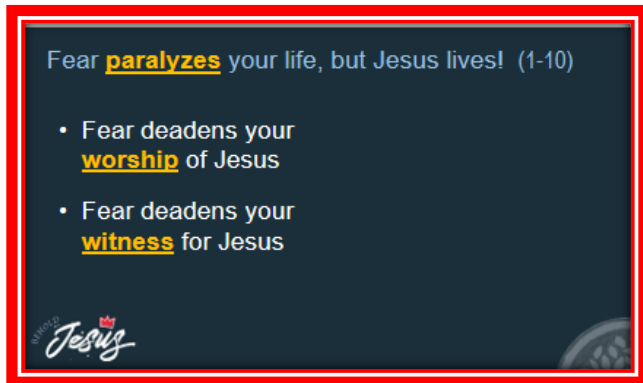 Fear paralyzes your life, but Jesus lives! (1-10)
• Fear deadens your
worship of Jesus
• Fear deadens your
witness for Jesus
BEHOLD
Jesus